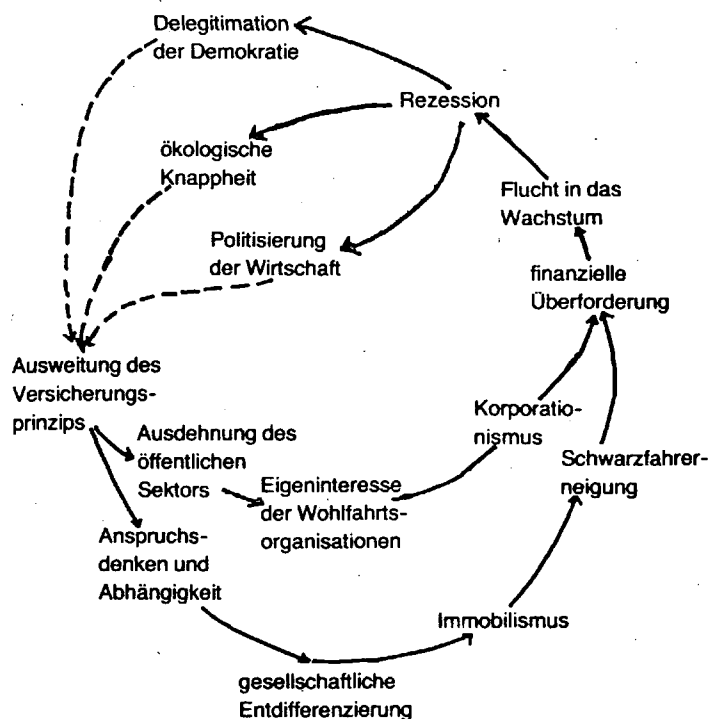 Delegitimation
der Demokratie
Rezession
ökologische
Knappheit
Flucht in das
Wachstum
Politisierung
der Wirtschaft
finanzielle
Überforderung
Ausweitung des
Versicherungs-
prinzips
Ausdehnung des
öffentlichen
Sektors
Korporatio-
nismus
Schwarzfahrer-
neigung
Eigeninteresse
der Wohlfahrts-
organisationen
Anspruchs-
denken und
Abhängigkeit
Immobilismus
gesellschaftliche
Entdifferenzierung